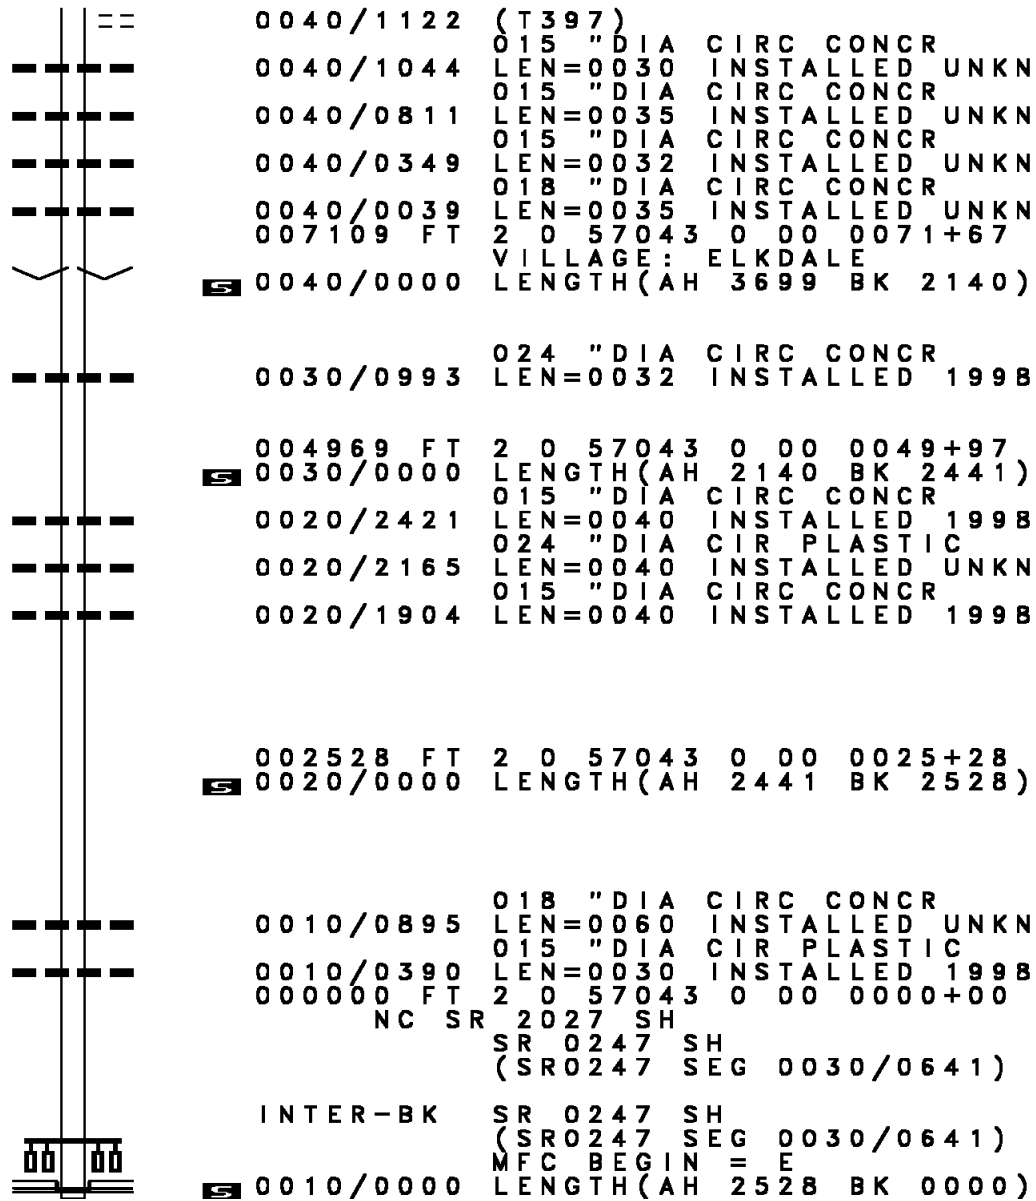 0040/1122 (T397)
015 "DIA CIRC CONCR
0040/1044 LEN=0030 INSTALLED UNKN
015 "DIA CIRC CONCR
0040/0811 LEN=0035 INSTALLED UNKN
015 "DIA CIRC CONCR
0040/0349 LEN=0032 INSTALLED UNKN
018 "DIA CIRC CONCR
0040/0039 LEN=0035 INSTALLED UNKN
007109 FT 2 0 57043 0 00 0071+67
VILLAGE: ELKDALE
S 0040/0000 LENGTH(AH 3699 BK 2140)
024 "DIA CIRC CONCR
0030/0993 LEN=0032 INSTALLED 1998
004969 FT 2 0 57043 0 00 0049+97
S 0030/0000 LENGTH(AH 2140 BK 2441)
015 "DIA CIRC CONCR
0020/2421 LEN=0040 INSTALLED 1998
024 "DIA CIR PLASTIC
0020/2165 LEN=0040 INSTALLED UNKN
015 "DIA CIRC CONCR
0020/1904 LEN=0040 INSTALLED 1998
002528 FT 2 0 57043 0 00 0025+28
S 0020/0000 LENGTH(AH 2441 BK 2528)
018 "DIA CIRC CONCR
0010/0895 LEN=0060 INSTALLED UNKN
015 "DIA CIR PLASTIC
0010/0390 LEN=0030 INSTALLED 1998
000000 FT 2 0 57043 0 00 0000+00
NC SR 2027 SH
SR 0247 SH
(SR0247 SEG 0030/0641)
INTER-BK SR 0247 SH
(SR0247 SEG 0030/0641)
MFC BEGIN = E
S 0010/0000 LENGTH(AH 2528 BK 0000)